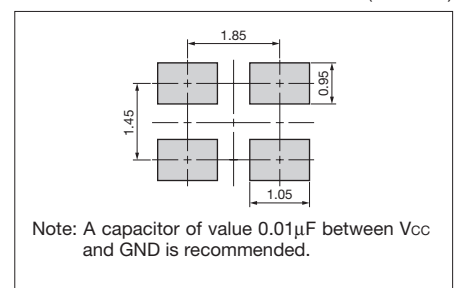 1.85
0.95
1.45
1.05
Note: A capacitor of value 0.01µF between Vcc
and GND is recommended.